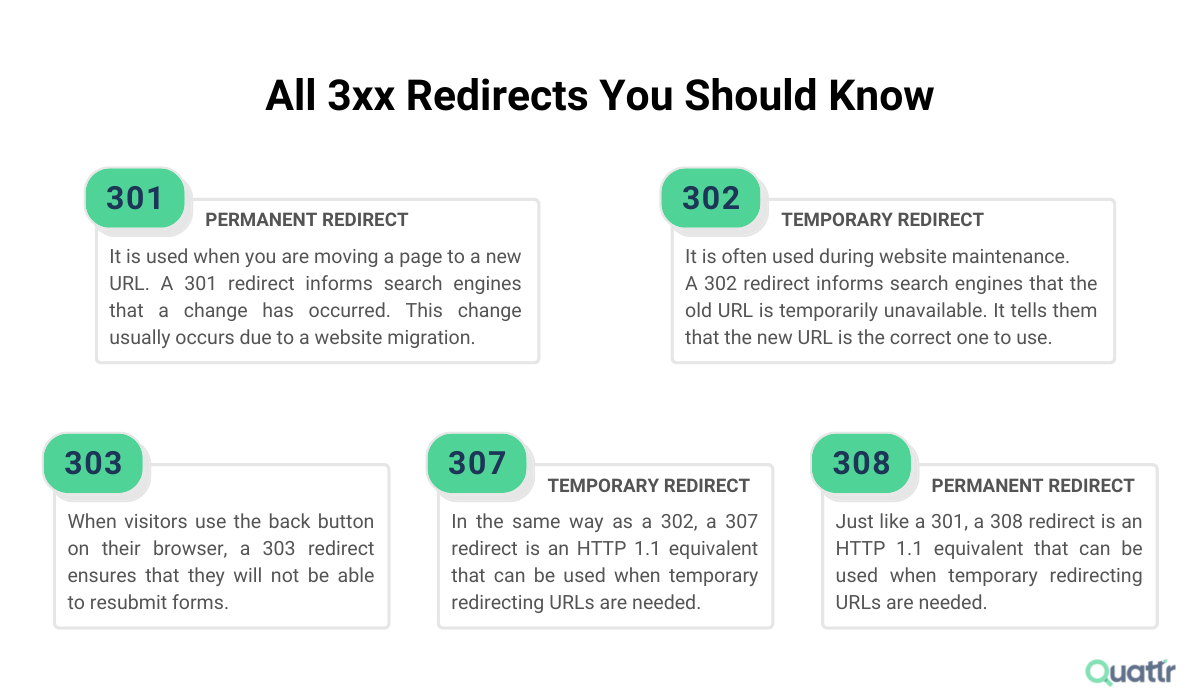 All 3xx Redirects You Should Know
301
PERMANENT REDIRECT
It is used when you are moving a page to a new
URL. A 301 redirect informs search engines
that a change has occurred. This change
usually occurs due to a website migration.
302
TEMPORARY REDIRECT
It is often used during website maintenance.
A 302 redirect informs search engines that the
old URL is temporarily unavailable. It tells them
that the new URL is the correct one to use.
303
When visitors use the back button
on their browser, a 303 redirect
ensures that they will not be able
to resubmit forms.
307
TEMPORARY REDIRECT
In the same way as a 302, a 307
redirect is an HTTP 1.1 equivalent
that can be used when temporary
redirecting URLs are needed.
308
PERMANENT REDIRECT
Just like a 301, a 308 redirect is an
HTTP 1.1 equivalent that can be
used when temporary redirecting
URLs are needed.
Quattr